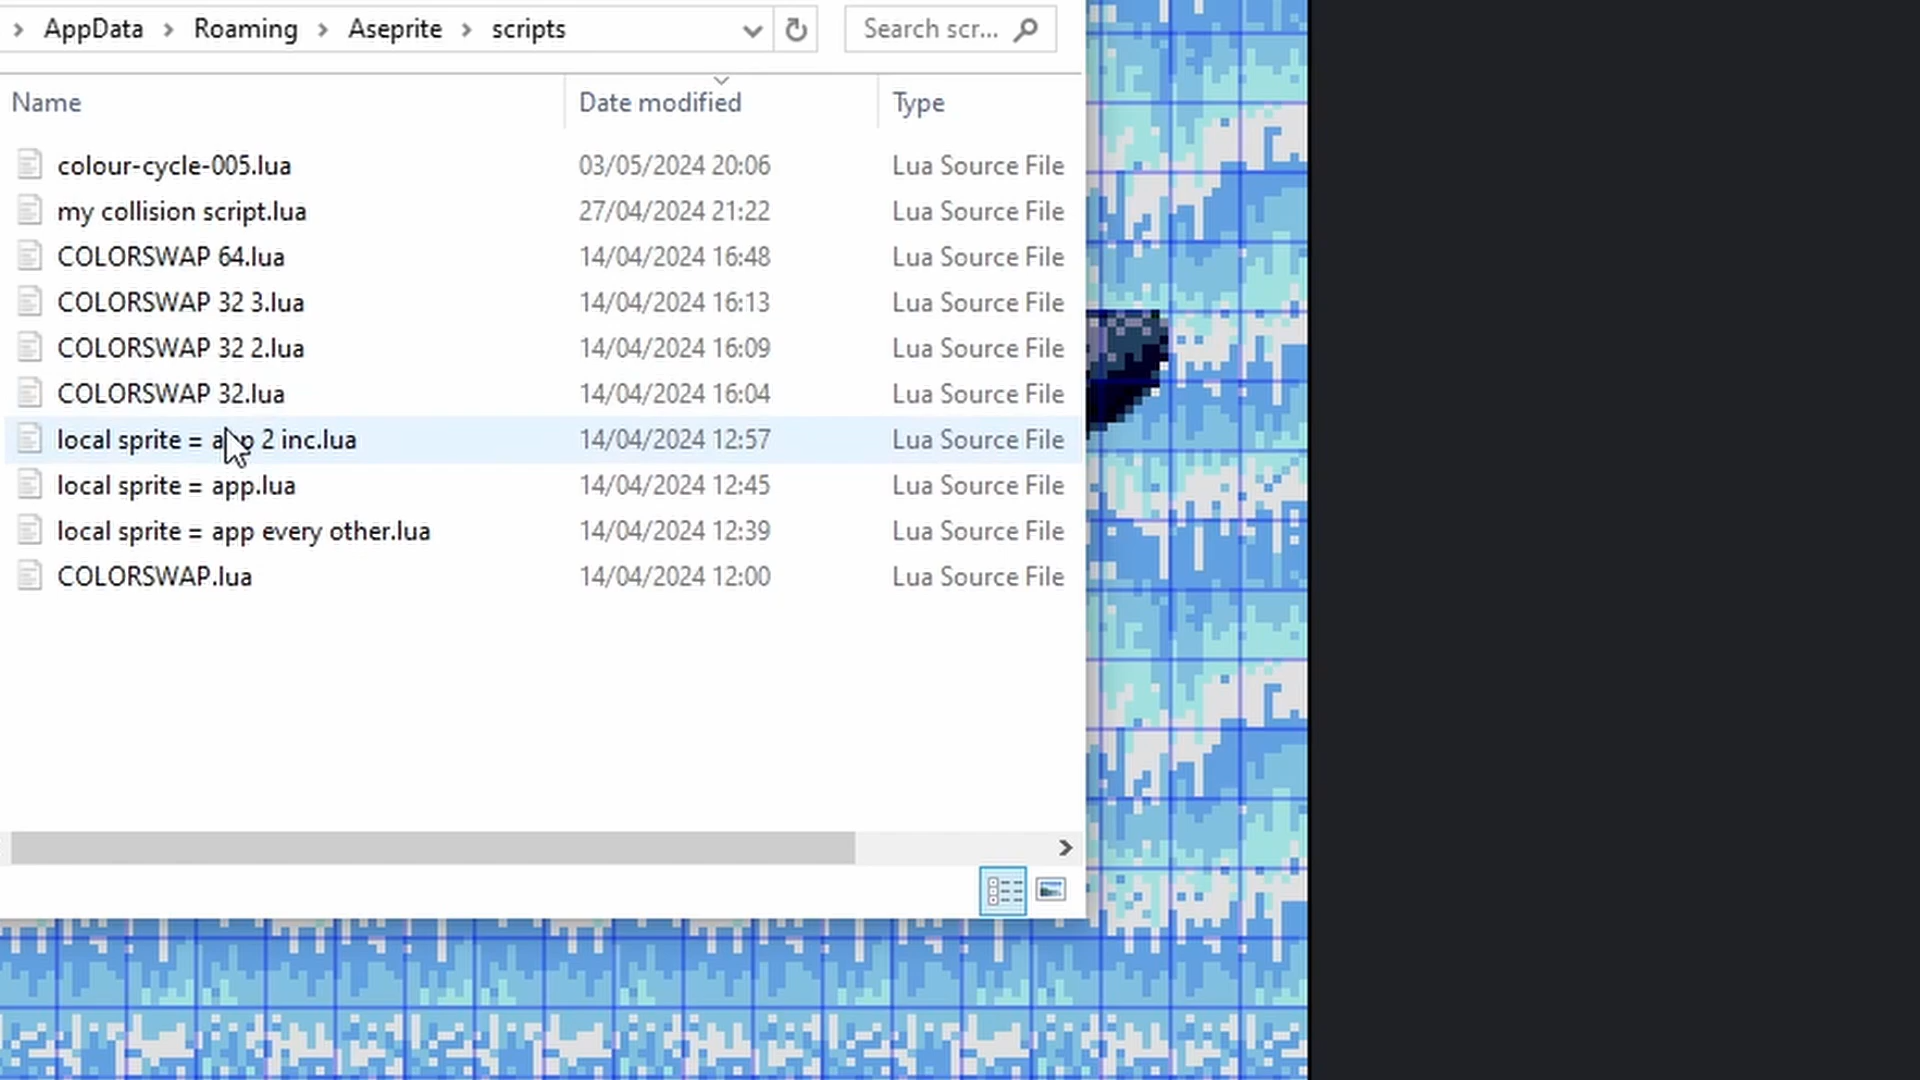 AppData > Roaming > Aseprite > scripts
Search scr...
Name Date modified Type
colour-cycle-005.lua 03/05/2024 20:06 Lua Source File
my collision script.lua 27/04/2024 21:22 Lua Source File
COLORSWAP 64.lua 14/04/2024 16:48 Lua Source File
COLORSWAP 32 3.lua 14/04/2024 16:13 Lua Source File
COLORSWAP 32 2.lua 14/04/2024 16:09 Lua Source File
COLORSWAP 32.lua 14/04/2024 16:04 Lua Source File
local sprite = app 2 inc.lua 14/04/2024 12:57 Lua Source File
local sprite = app.lua 14/04/2024 12:45 Lua Source File
local sprite = app every other.lua 14/04/2024 12:39 Lua Source File
COLORSWAP.lua 14/04/2024 12:00 Lua Source File